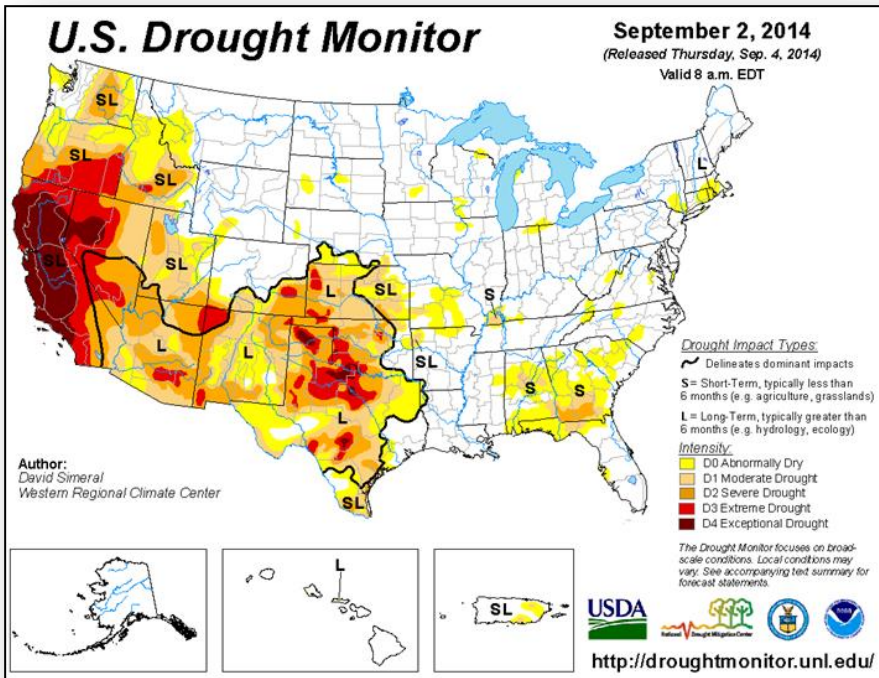 U.S. Drought Monitor
September 2, 2014
(Released Thursday, Sep. 4, 2014)
Valid 8 a.m. EDT
SL
SL
SL
SL
SL
L
L
L
SL
L
SL
SL
S
S
S
L
Drought Impact Types:
Delineates dominant impacts
S = Short-Term, typically less than
6 months (e.g. agriculture, grasslands)
L = Long-Term, typically greater than
6 months (e.g. hydrology, ecology)
Intensity:
D0 Abnormally Dry
D1 Moderate Drought
D2 Severe Drought
D3 Extreme Drought
D4 Exceptional Drought
Author:
David Simeral
Western Regional Climate Center
The Drought Monitor focuses on broad-
scale conditions. Local conditions may
vary. See accompanying text summary for
forecast statements.
L
SL
USDA
National Drought Mitigation Center
http://droughtmonitor.unl.edu/